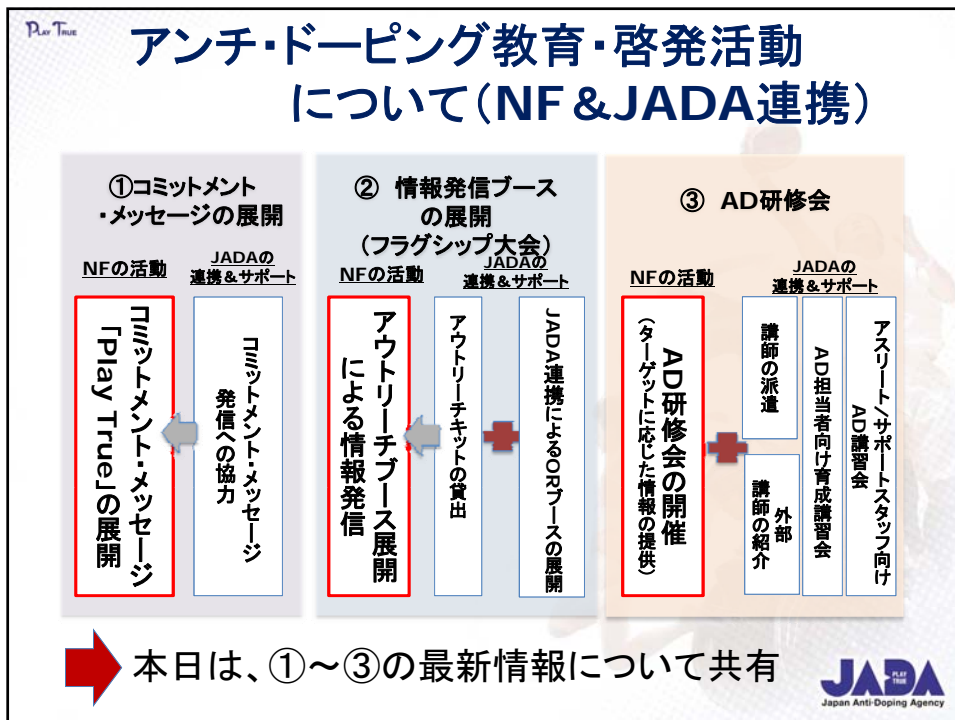 PLAY TRUE
アンチ・ドーピング教育・啓発活動
について（NF＆JADA連携）
①コミットメント
・メッセージの展開
NFの活動
JADAの
連携＆サポート
コミットメント・メッセージ
「Play True」の展開
コミットメント・メッセージ
発信への協力
② 情報発信ブース
の展開
（フラグシップ大会）
NFの活動
JADAの
連携＆サポート
アウトリーチブース展開
による情報発信
アウトリーチキットの貸出
JADA連携によるORブースの展開
③ AD研修会
NFの活動
JADAの
連携＆サポート
AD研修会の開催
（ターゲットに応じた情報の提供）
講師の派遣
外部
講師の紹介
AD担当者向け育成講習会
アスリート/サポートスタッフ向け
AD講習会
本日は、①～③の最新情報について共有
JADA
PLAY
TRUE
Japan Anti-Doping Agency